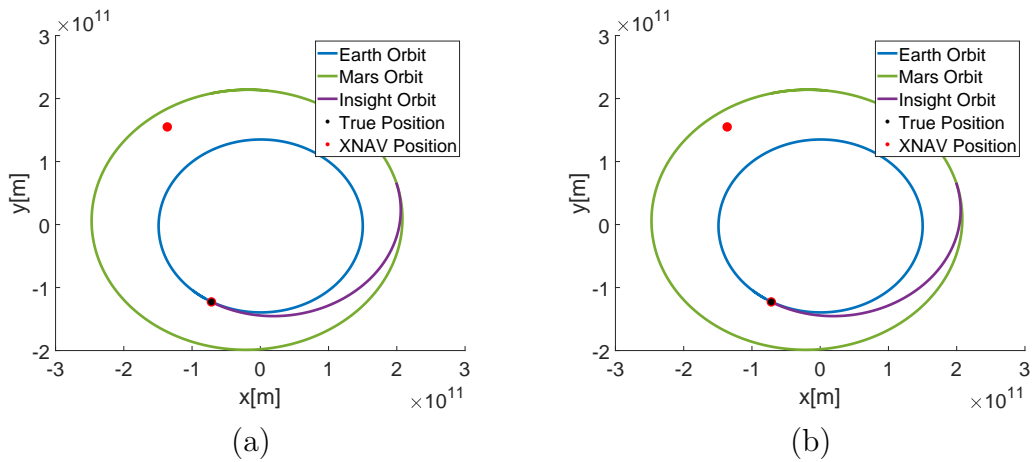 ×10¹¹
3
2
1
0
-1
-2
y[m]
-3
-2
-1
0
1
2
3
x[m]
×10¹¹
Earth Orbit
Mars Orbit
Insight Orbit
True Position
XNAV Position
(a)
×10¹¹
3
2
1
0
-1
-2
y[m]
-3
-2
-1
0
1
2
3
x[m]
×10¹¹
Earth Orbit
Mars Orbit
Insight Orbit
True Position
XNAV Position
(b)